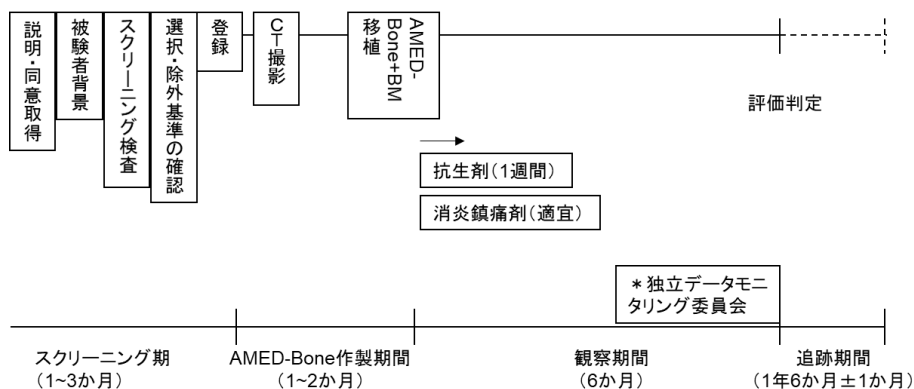 説明・同意取得
被験者背景
スクリーニング検査
選択・除外基準の確認
登録
CT撮影
AMED-
Bone+BM
移植
評価判定
抗生剤(1週間)
消炎鎮痛剤(適宜)
＊独立データモニ
タリング委員会
スクリーニング期
(1~3か月)
AMED-Bone作製期間
(1~2か月)
観察期間
(6か月)
追跡期間
(1年6か月±1か月)